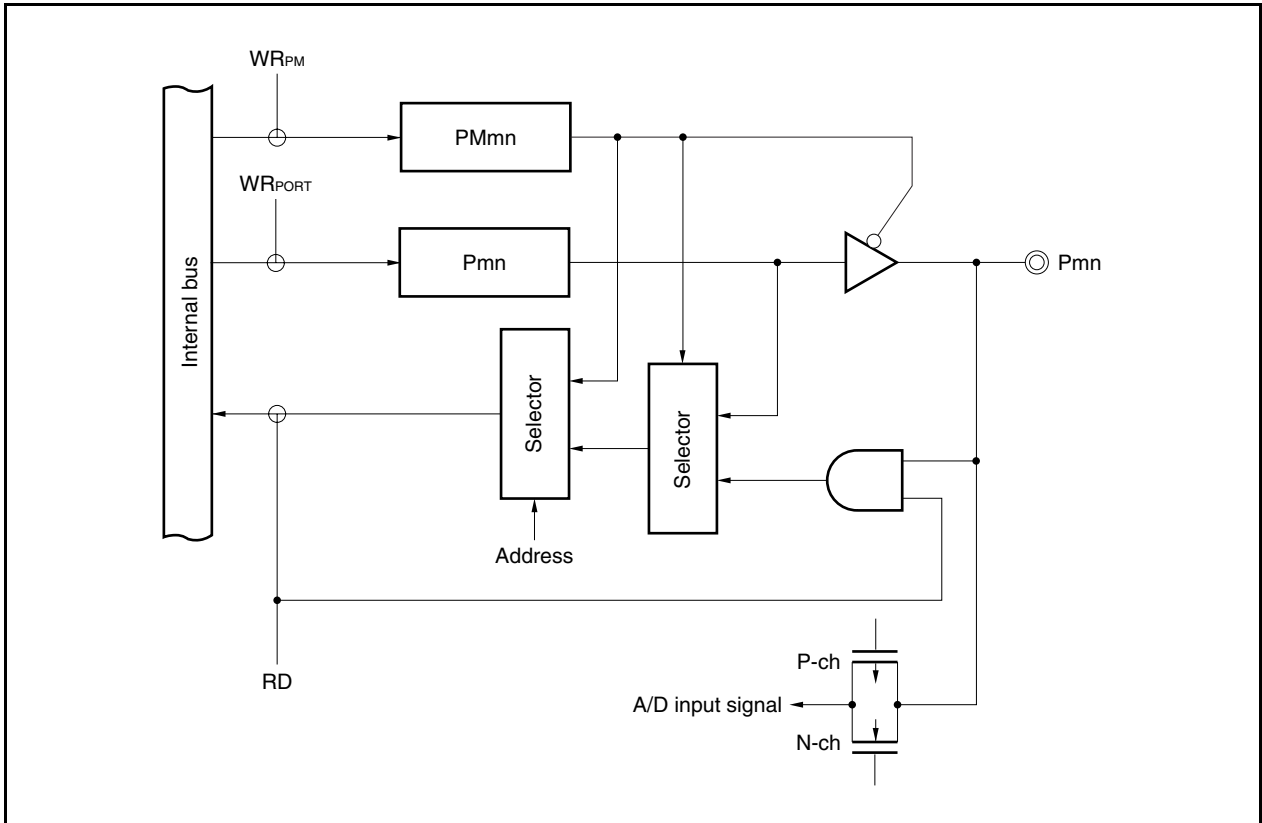 WRPM
PMmn
WRPORT
Pmn
Pmn
Internal bus
Selector
Selector
Address
RD
P-ch
A/D input signal
N-ch